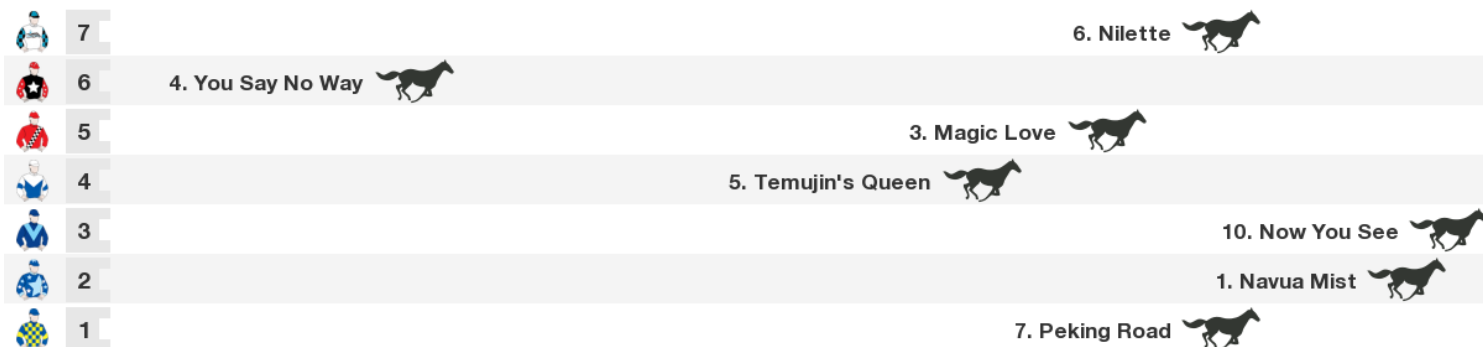 7 6. Nilette
6 4. You Say No Way
5 3. Magic Love
4 5. Temujin's Queen
3 10. Now You See
2 1. Navua Mist
1 7. Peking Road